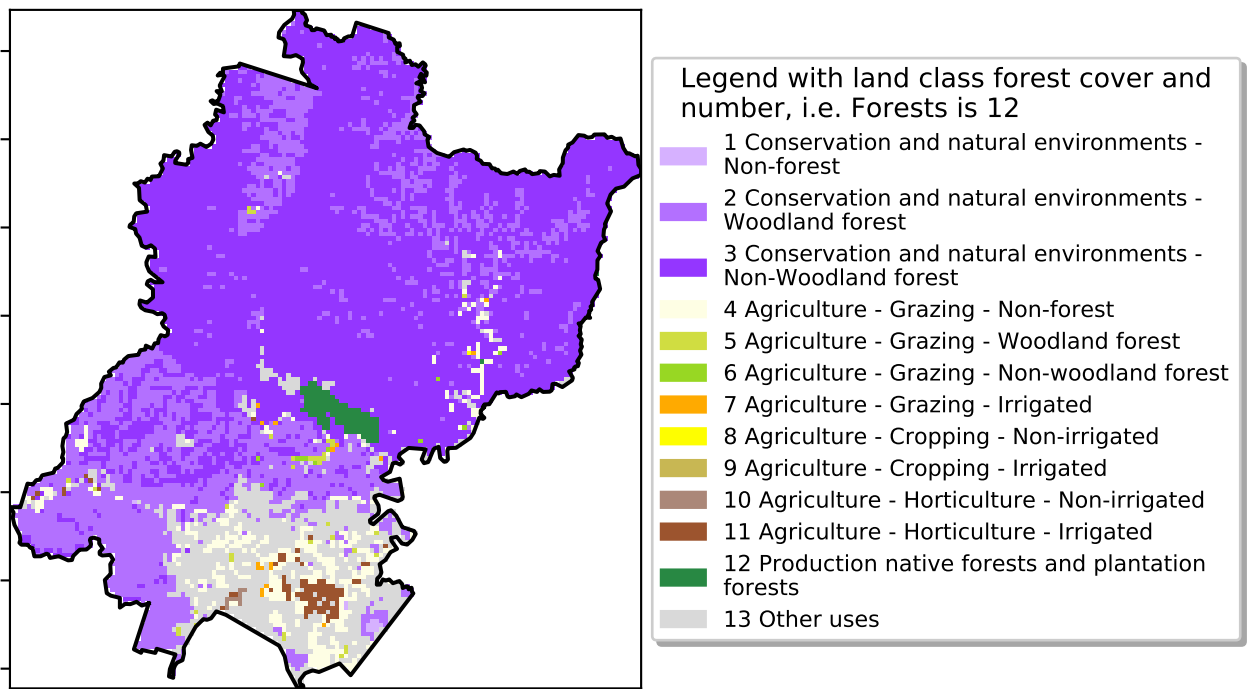 Legend with land class forest cover and
number, i.e. Forests is 12
1 Conservation and natural environments -
Non-forest
2 Conservation and natural environments -
Woodland forest
3 Conservation and natural environments -
Non-Woodland forest
4 Agriculture - Grazing - Non-forest
5 Agriculture - Grazing - Woodland forest
6 Agriculture - Grazing - Non-woodland forest
7 Agriculture - Grazing - Irrigated
8 Agriculture - Cropping - Non-irrigated
9 Agriculture - Cropping - Irrigated
10 Agriculture - Horticulture - Non-irrigated
11 Agriculture - Horticulture - Irrigated
12 Production native forests and plantation
forests
13 Other uses